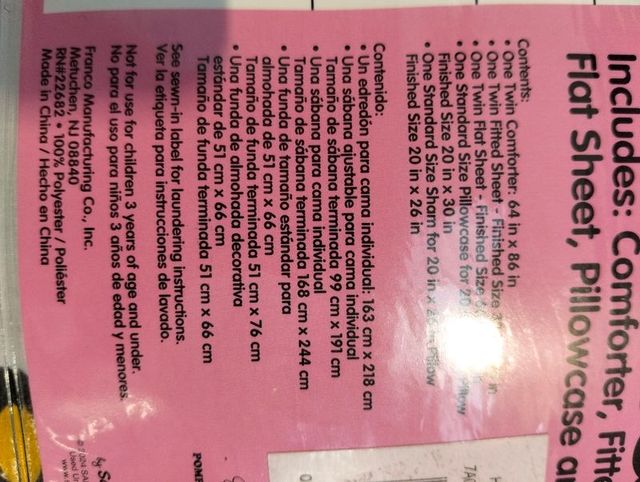 Includes: Comforter, Fitte
Flat Sheet, Pillowcase a
Contents:
• One Twin Comforter: 64 in x 86 in
• One Twin Fitted Sheet - Finished Size in
• One Twin Flat Sheet - Finished Size
• One Standard Size Pillowcase for 20 Pillow
Finished Size 20 in x 30 in
• One Standard Size Sham for 20 in x Pillow
Finished Size 20 in x 26 in
Contenido:
• Un edredón para cama individual: 163 cm x 218 cm
• Una sábana ajustable para cama individual
Tamaño de sábana terminada 99 cm x 191 cm
• Una sábana para cama individual
Tamaño de sábana terminada 168 cm x 244 cm
• Una funda de tamaño estándar para
almohada de 51 cm x 66 cm
Tamaño de funda terminada 51 cm x 76 cm
• Una funda de almohada decorativa
estándar de 51 cm x 66 cm
Tamaño de funda terminada 51 cm x 66 cm
See sewn-in label for laundering instructions.
Ver la etiqueta para instrucciones de lavado.
Not for use for children 3 years of age and under.
No para el uso para niños 3 años de edad y menores.
Franco Manufacturing Co., Inc.
Metuchen, NJ 08840
RN#22682 • 100% Polyester / Poliéster
Made in China / Hecho en China
POM
by S
© 2024 SA
Used U
www.